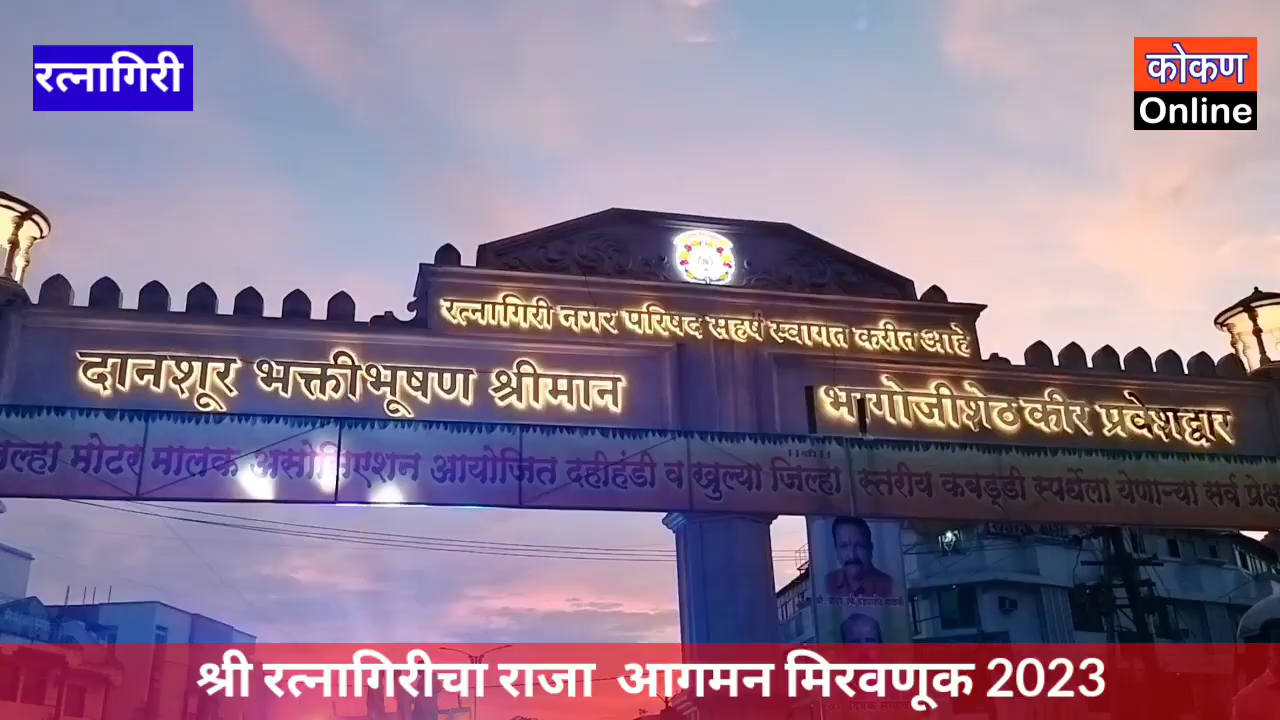 रत्नागिरी
कोकण
Online
रत्नागिरी नगर परिषद सहर्ष स्वागत करीत आहे
दानशूर भक्तीभूषण श्रीमान
भागोजीशेठ कीर प्रवेशद्वार
जिल्हा मोटर मालक असोसिएशन आयोजित दहीहंडी व खुल्या जिल्हा स्तरीय कबड्डी स्पर्धेला येणाऱ्या सर्व
श्री रत्नागिरीचा राजा आगमन मिरवणूक 2023